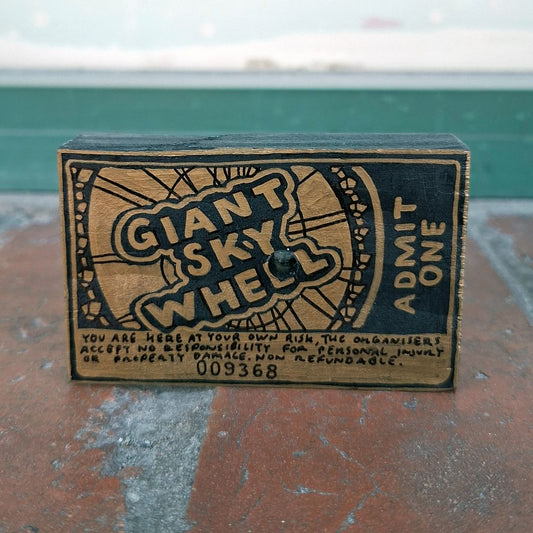 GIANT
SKY
WHEEL
ADMIT
ONE
YOU ARE HERE AT YOUR OWN RISK, THE ORGANISERS
ACCEPT NO RESPONSIBILITY FOR PERSONAL INJURY
OR PROPERTY DAMAGE. NON REFUNDABLE.
009368